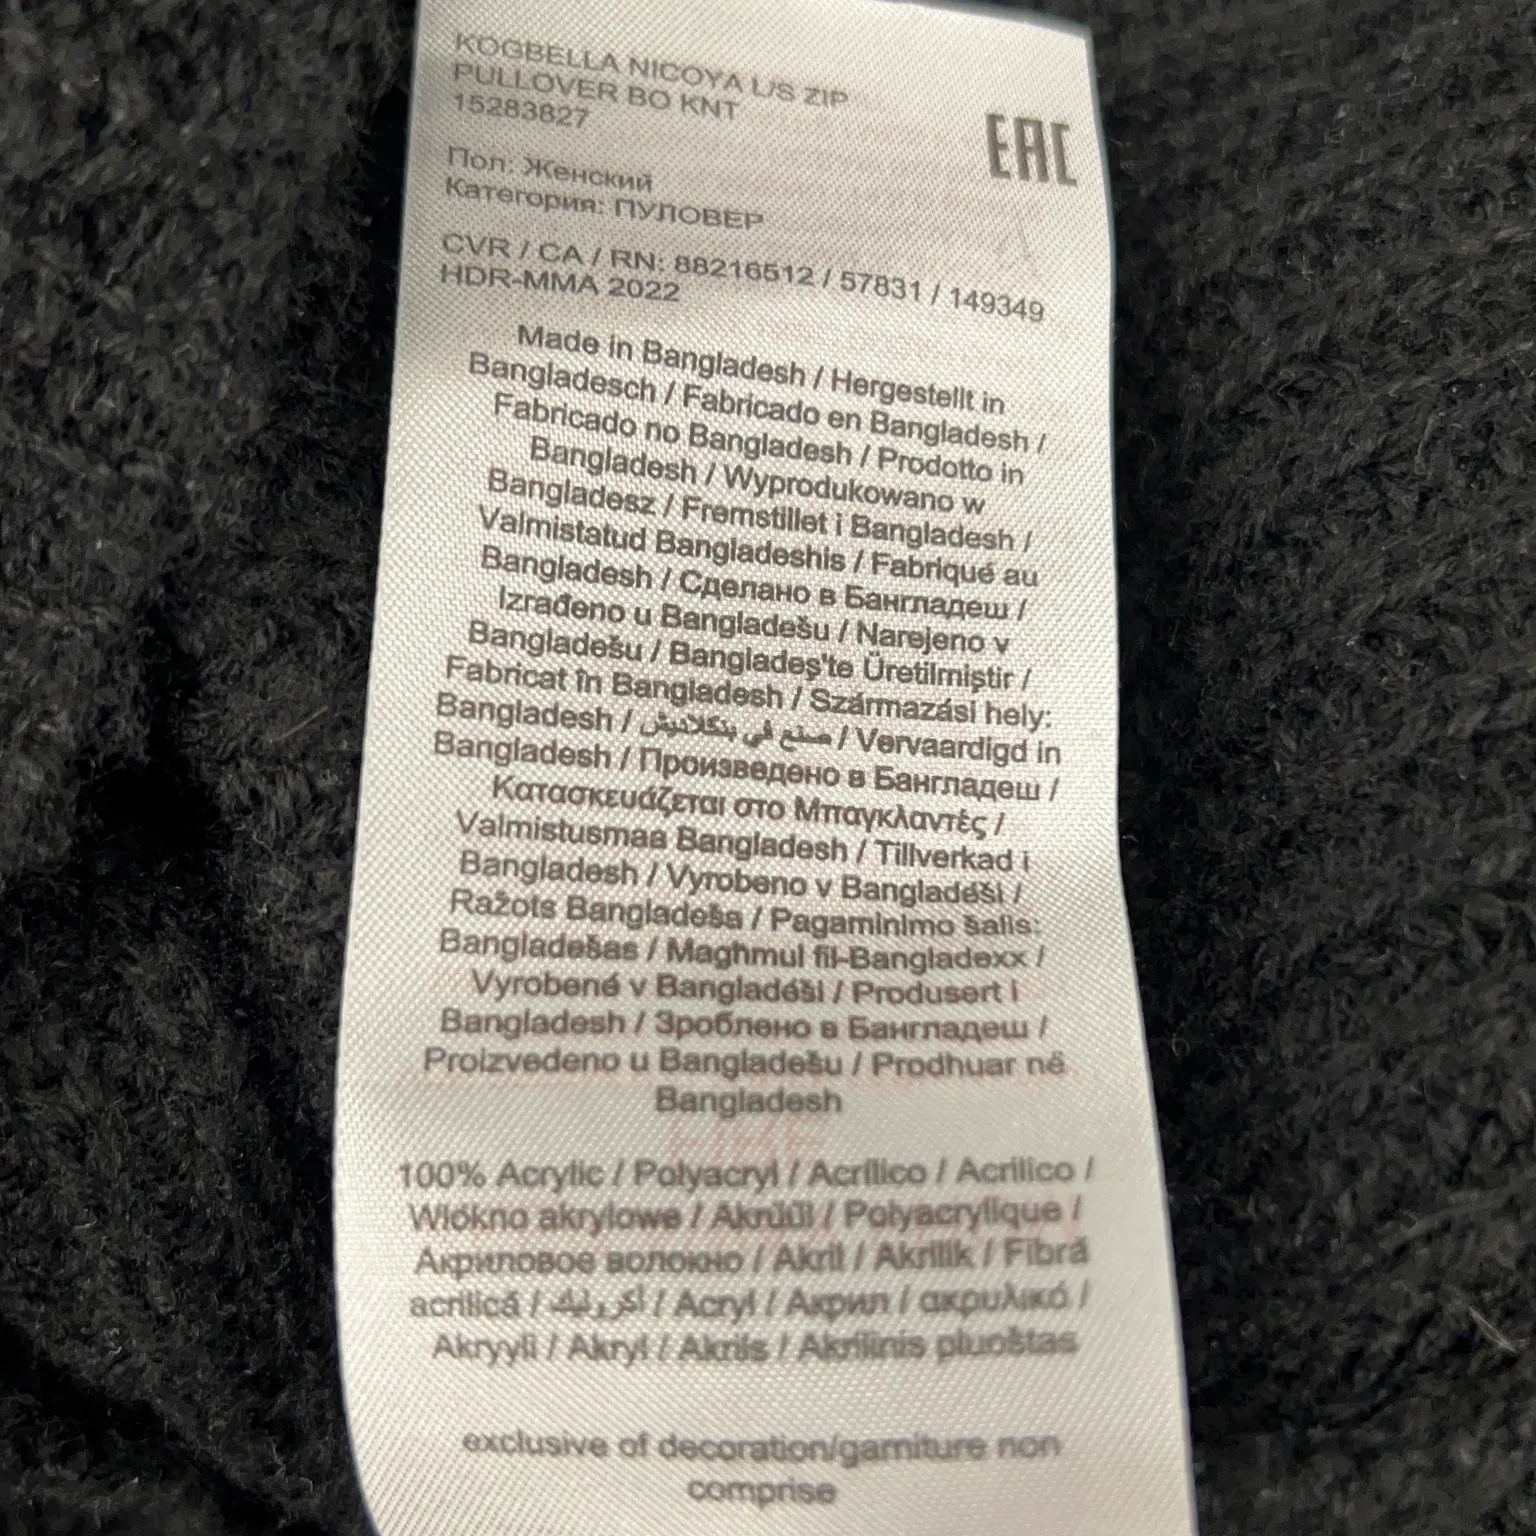 KOGBELLA NICOYA L/S ZIP
PULLOVER BO KNT
15283827
EAC
Пол: Женский
Категория: ПУЛОВЕР
CVR / CA / RN: 88216512 / 57831 / 149349
HDR-MMA 2022
Made in Bangladesh / Hergestellt in
Bangladesch / Fabricado en Bangladesh /
Fabricado no Bangladesh / Prodotto in
Bangladesh / Wyprodukowano w
Bangladesz / Fremstillet i Bangladesh /
Valmistatud Bangladeshis / Fabriqué au
Bangladesh / Сделано в Бангладеш /
Izrađeno u Bangladešu / Narejeno v
Bangladešu / Bangladeş'te Üretilmiştir /
Fabricat în Bangladesh / Származási hely:
Bangladesh / صنع في بنكلاديش / Vervaardigd in
Bangladesh / Произведено в Бангладеш /
Κατασκευάζεται στο Μπαγκλαντές /
Valmistusmaa Bangladesh / Tillverkad i
Bangladesh / Vyrobeno v Bangladéši /
Ražots Bangladeša / Pagaminimo šalis:
Bangladešas / Magħmul fil-Bangladexx /
Vyrobené v Bangladéši / Produsert i
Bangladesh / Зроблено в Бангладеш /
Proizvedeno u Bangladešu / Prodhuar në
Bangladesh
100% Acrylic / Polyacryl / Acrílico / Acrilico /
Włókno akrylowe / Akrüül / Polyacrylique /
Акриловое волокно / Akril / Akrilik / Fibră
acrilică / أكريليك / Acryl / Акрил / ακρυλικό /
Akryyli / Akryl / Akrils / Akrilinis pluoštas
exclusive of decoration/garniture non
comprise